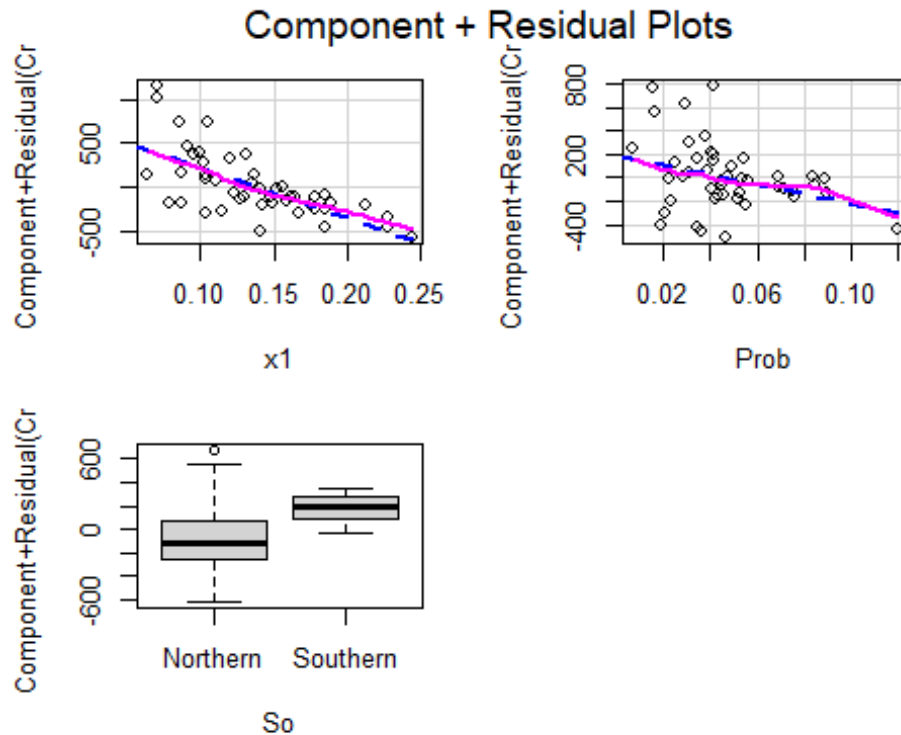 Component + Residual Plots
Component+Residual(Cr
500
-500
0.10 0.15 0.20 0.25
x1
Component+Residual(Cr
800
200
-400
0.02 0.06 0.10
Prob
Component+Residual(Cr
600
0
-600
Northern Southern
So